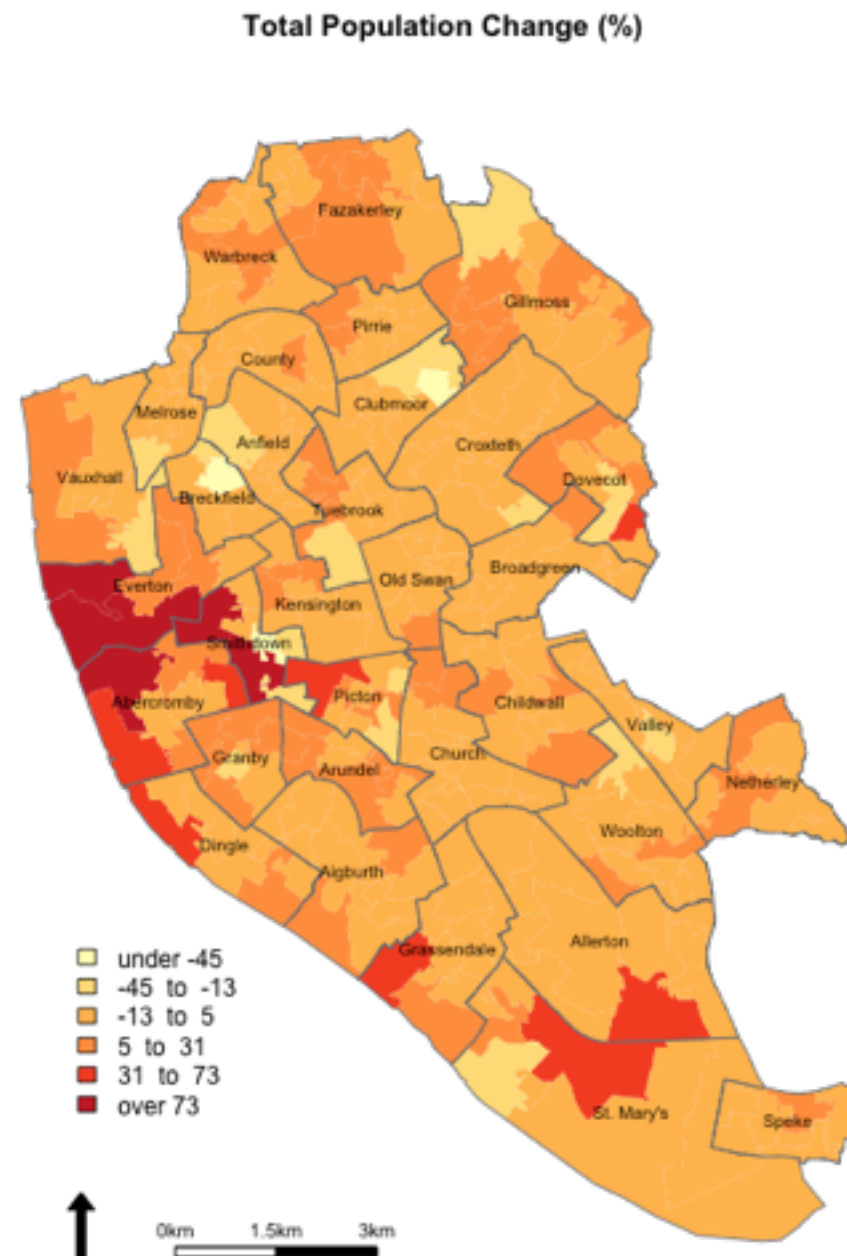 Total Population Change (%)
Fazakerley
Warbreck
Gillmoss
Pirrie
County
Clubmoor
Melrose
Anfield
Croxteth
Vauxhall
Dovecot
Breckfield
Tuebrook
Broadgreen
Everton
Old Swan
Kensington
Smithdown
Abercromby
Picton
Childwall
Valley
Granby
Church
Arundel
Netherley
Woolton
Dingle
Aigburth
Allerton
Grassendale
under -45
-45 to -13
-13 to 5
5 to 31
31 to 73
over 73
St. Mary's
Speke
0km 1.5km 3km